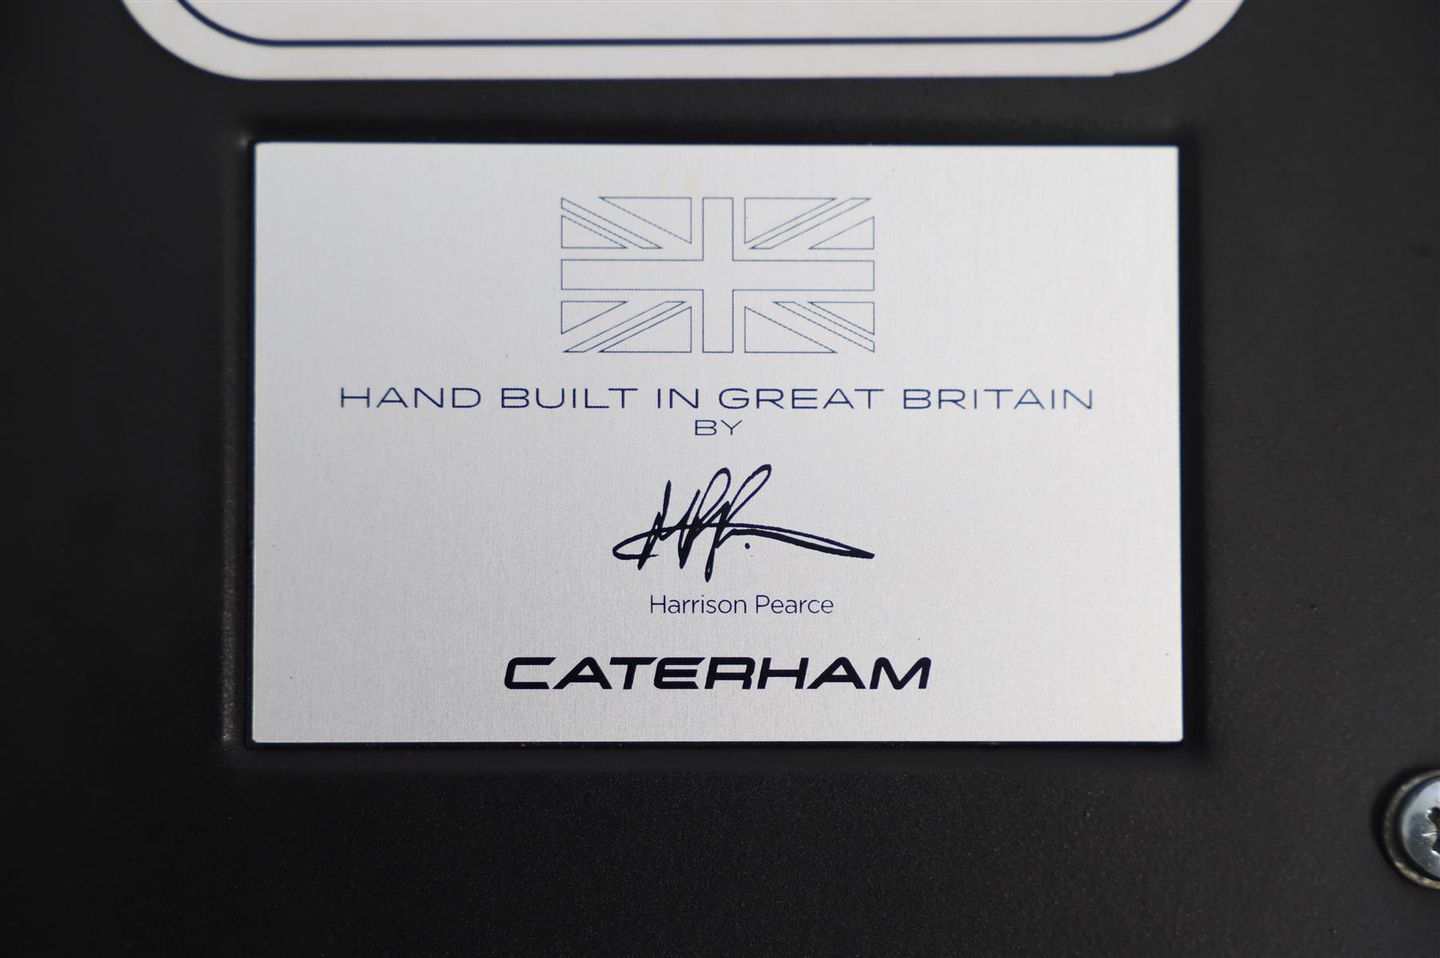 HAND BUILT IN GREAT BRITAIN
BY
Harrison Pearce
CATERHAM